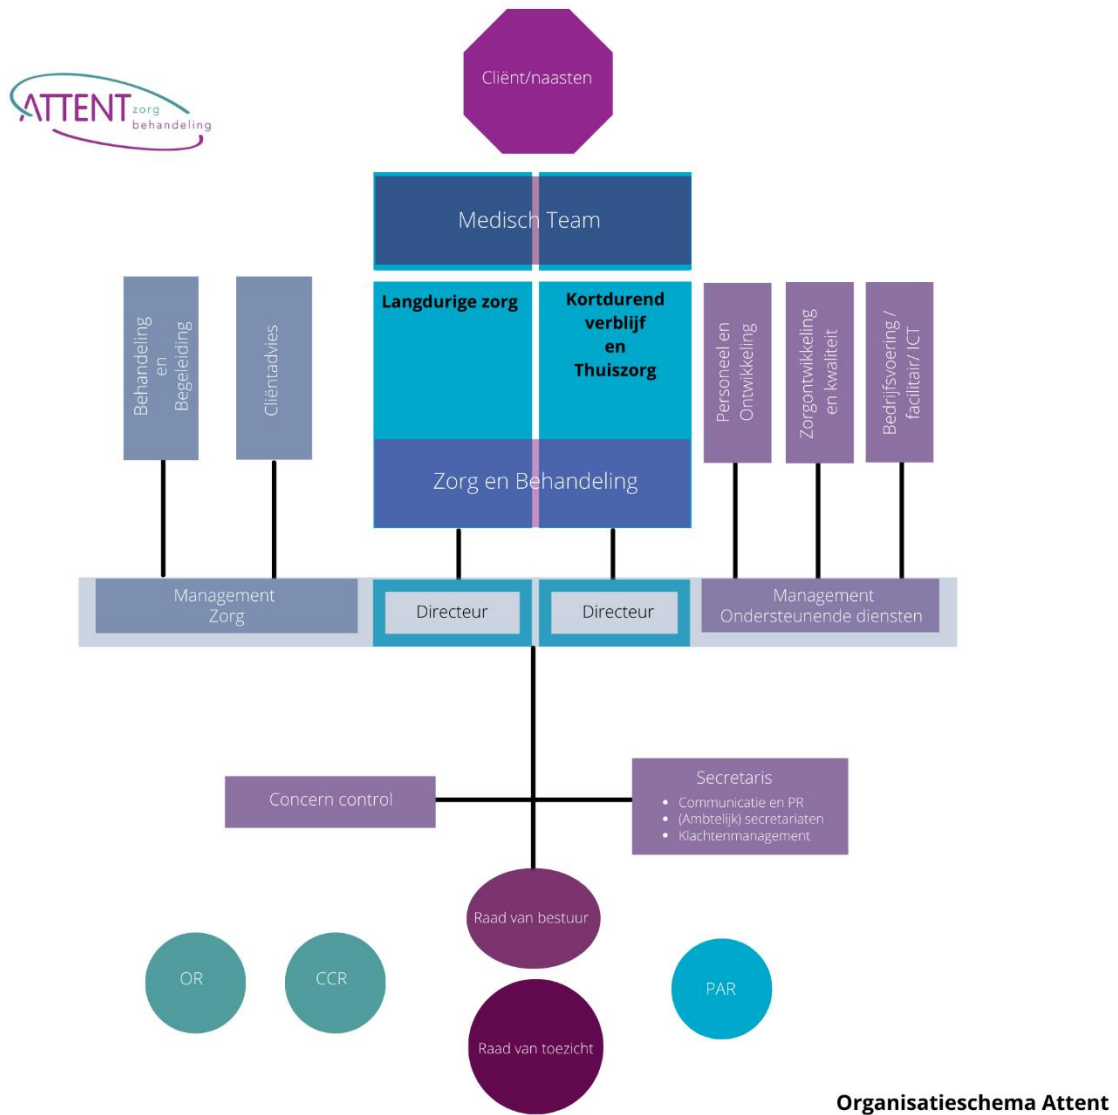 Cliënt/naasten
ATTENT zorg
behandeling
Medisch Team
Langdurige zorg
Kortdurend
verblijf
en
Thuiszorg
Behandeling
en
Begeleiding
Cliëntadvies
Personeel en
Ontwikkeling
Zorgontwikkeling
en kwaliteit
Bedrijfsvoering /
facilitair/ ICT
Zorg en Behandeling
Management
Zorg
Directeur
Directeur
Management
Ondersteunende diensten
Concern control
Secretaris
• Communicatie en PR
• (Ambtelijk) secretariaten
• Klachtenmanagement
Raad van bestuur
OR
CCR
PAR
Raad van toezicht
Organisatieschema Attent